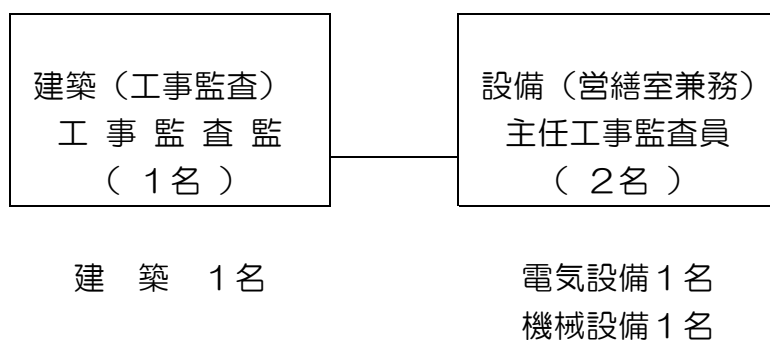 建築（工事監査）
工 事 監 査 監
（ １名 ）
建　築　１名
設備（営繕室兼務）
主任工事監査員
（ ２名 ）
電気設備１名
機械設備１名